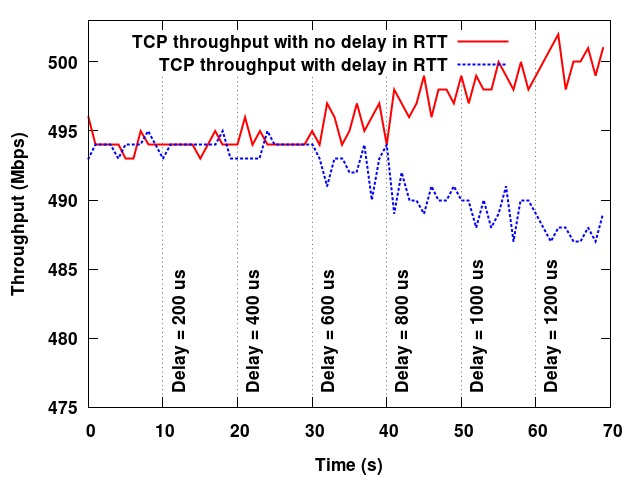 TCP throughput with no delay in RTT
TCP throughput with delay in RTT
Throughput (Mbps)
500
495
490
485
480
475
Delay = 200 us
Delay = 400 us
Delay = 600 us
Delay = 800 us
Delay = 1000 us
Delay = 1200 us
0 10 20 30 40 50 60 70
Time (s)